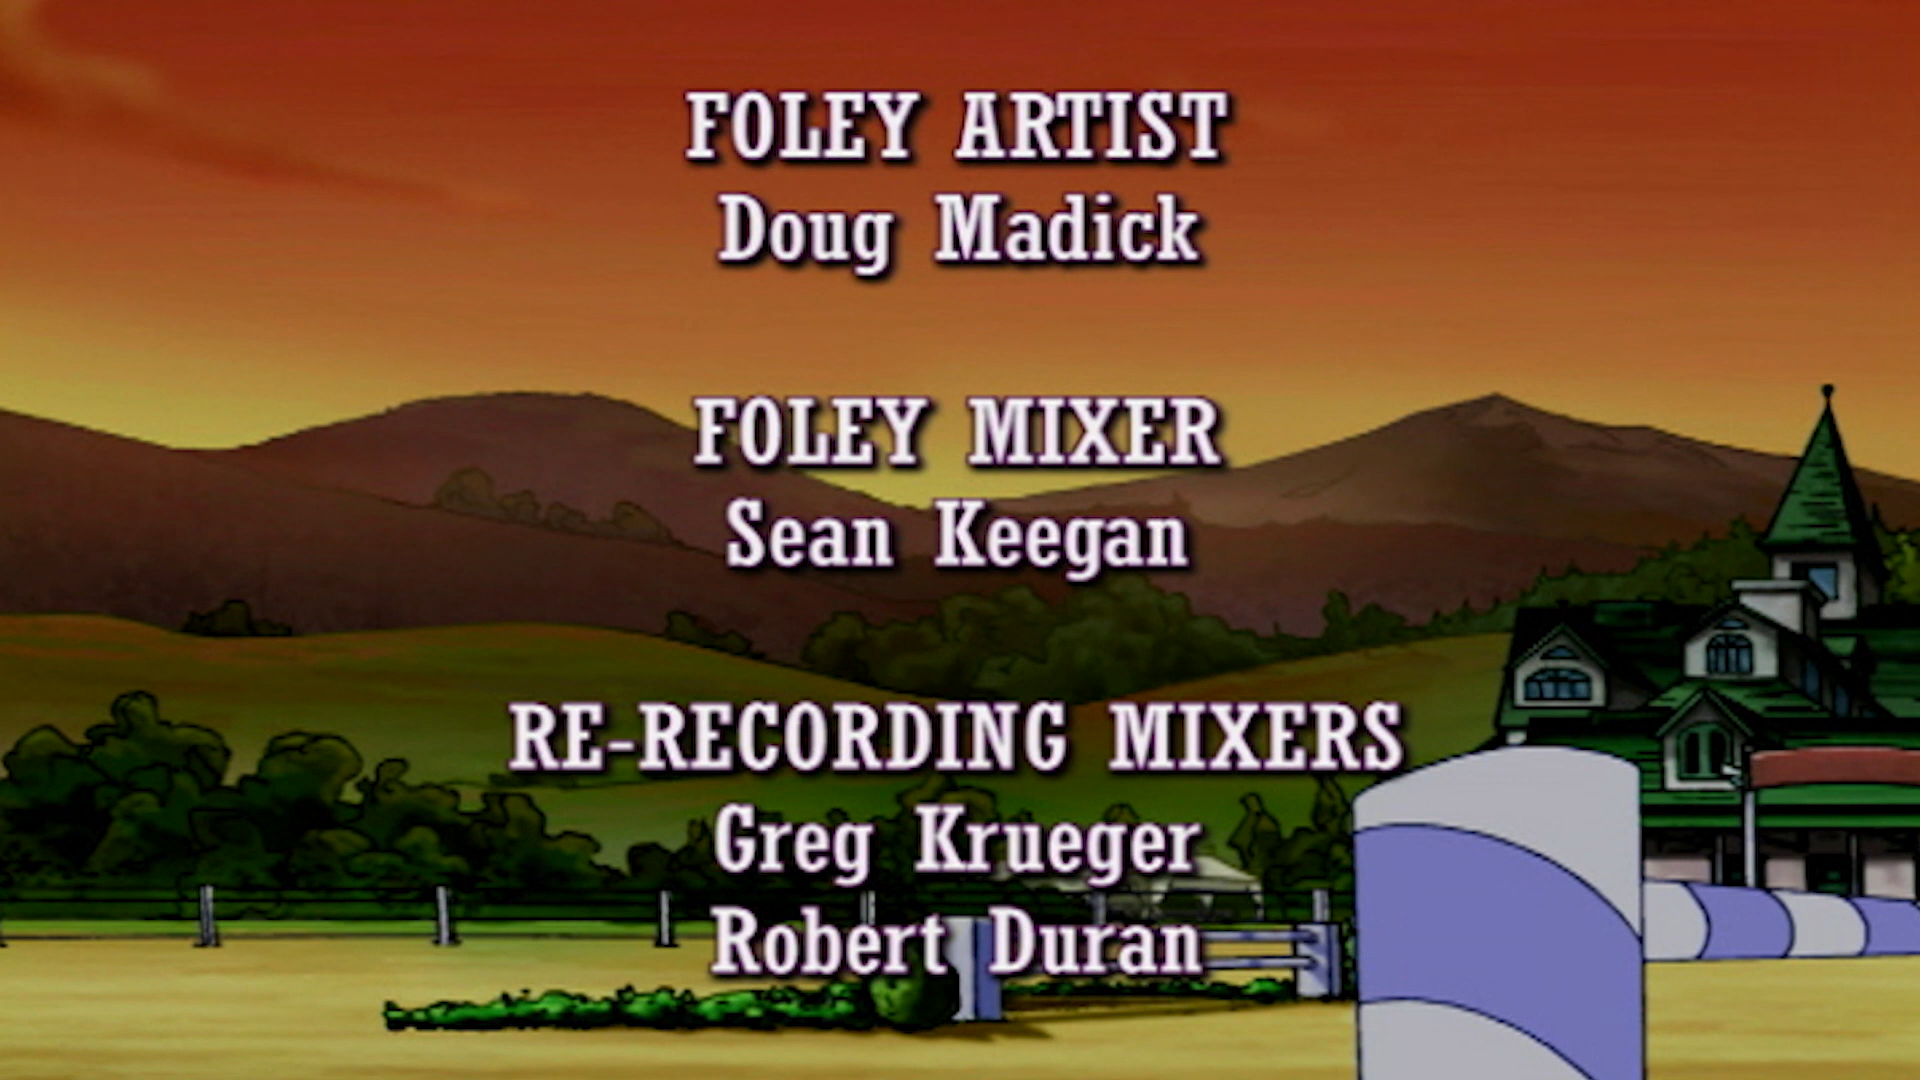 FOLEY ARTIST
Doug Madick
FOLEY MIXER
Sean Keegan
RE-RECORDING MIXERS
Greg Krueger
Robert Duran